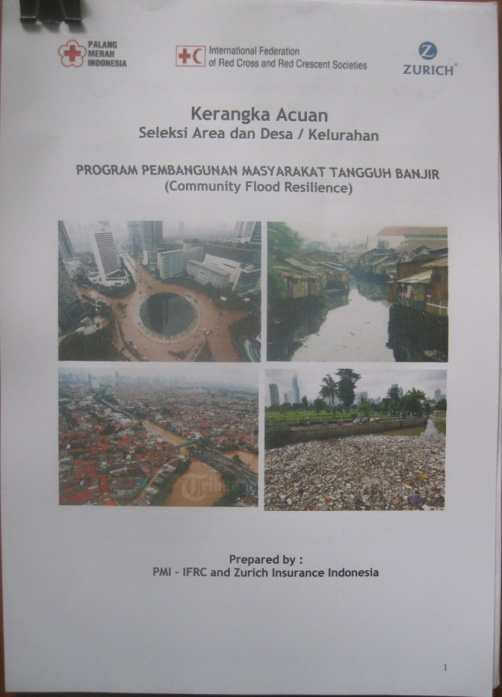 PALANG
MERAH
INDONESIA
International Federation
of Red Cross and Red Crescent Societies
ZURICH
Kerangka Acuan
Seleksi Area dan Desa / Kelurahan
PROGRAM PEMBANGUNAN MASYARAKAT TANGGUH BANJIR
(Community Flood Resilience)
Prepared by :
PMI - IFRC and Zurich Insurance Indonesia
1